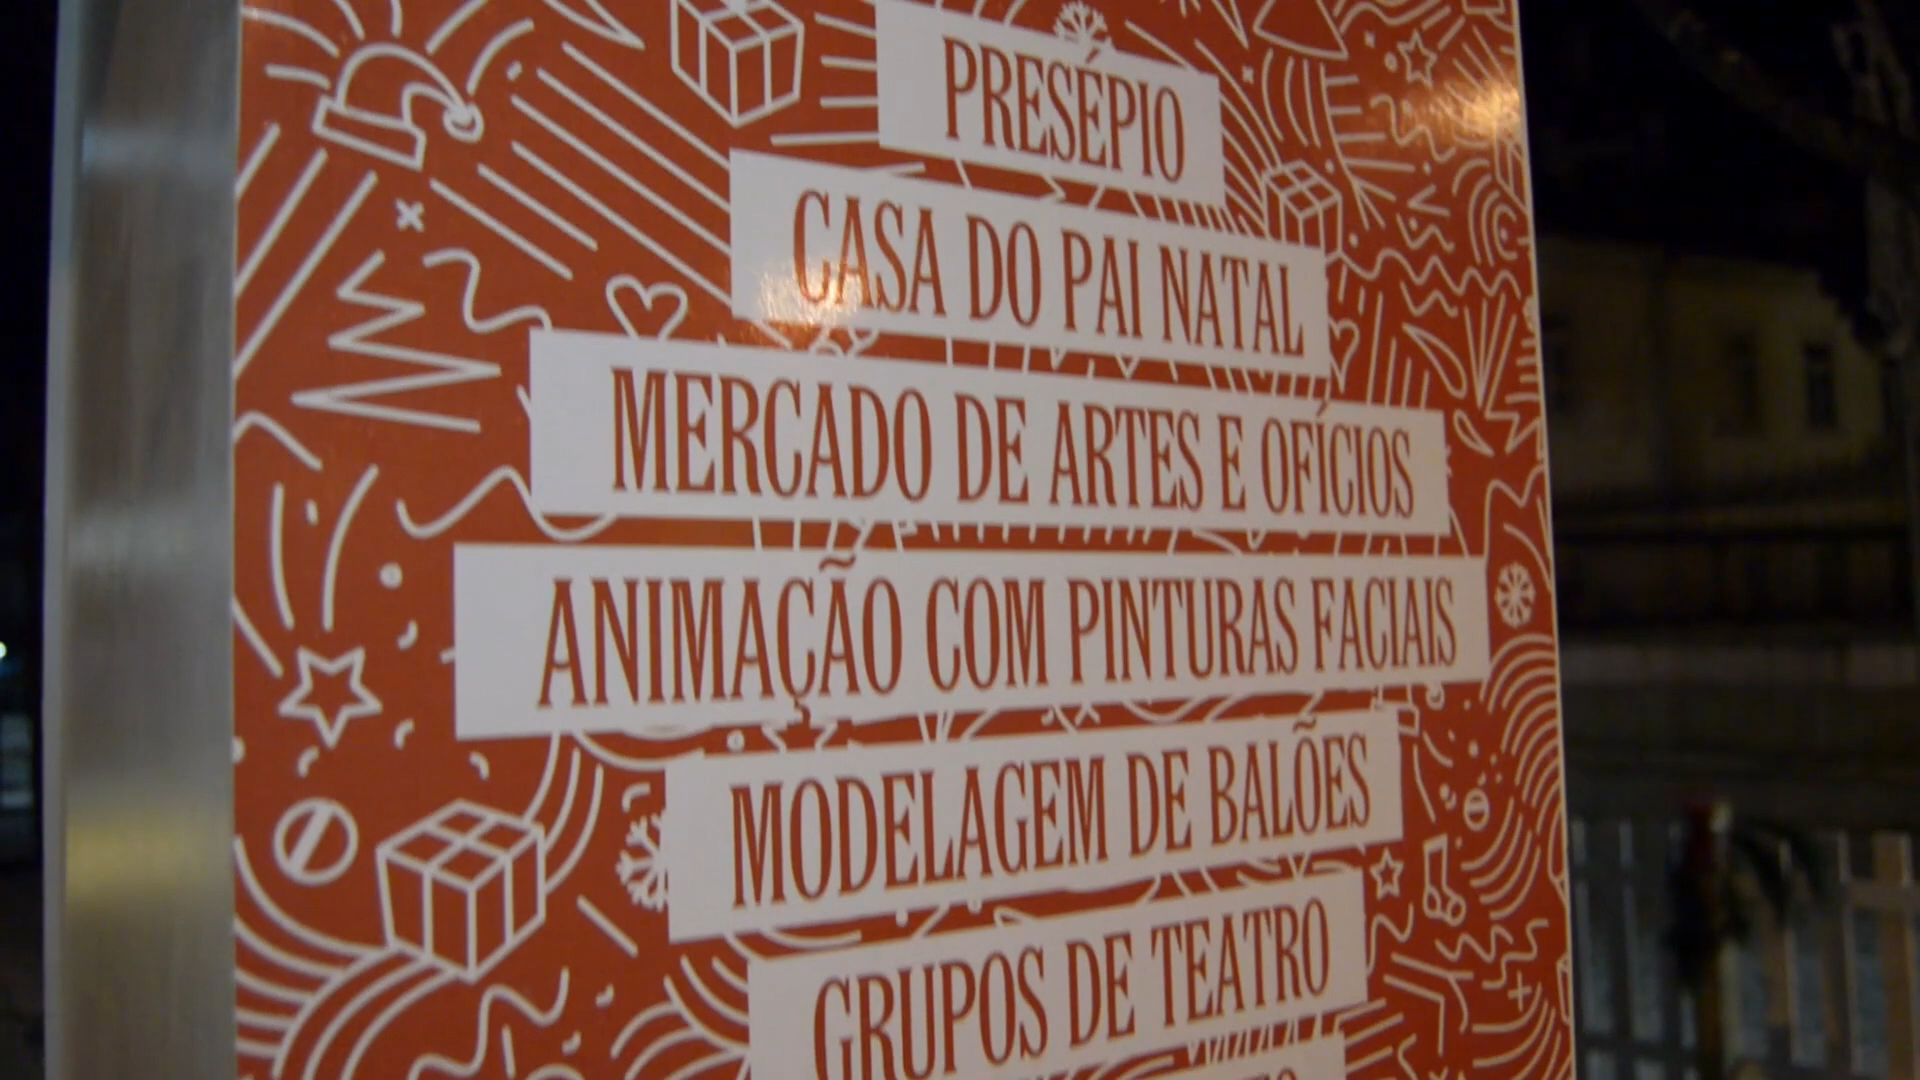 PRESÉPIO
CASA DO PAI NATAL
MERCADO DE ARTES E OFÍCIOS
ANIMAÇÃO COM PINTURAS FACIAIS
MODELAGEM DE BALÕES
GRUPOS DE TEATRO